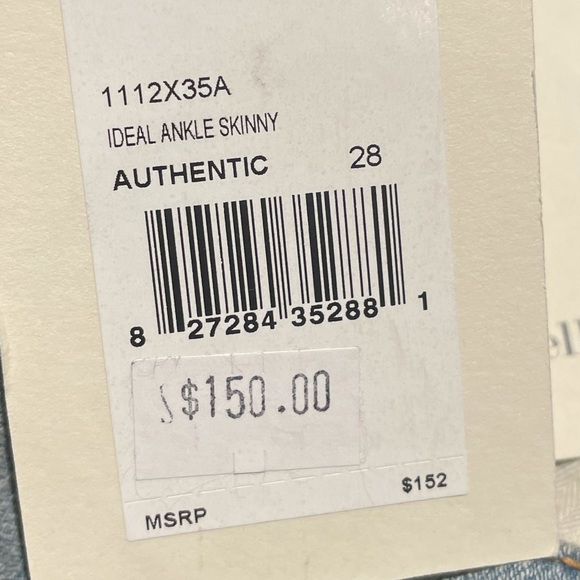 1112X35A
IDEAL ANKLE SKINNY
AUTHENTIC 28
8 27284 35288 1
$150.00
MSRP $152